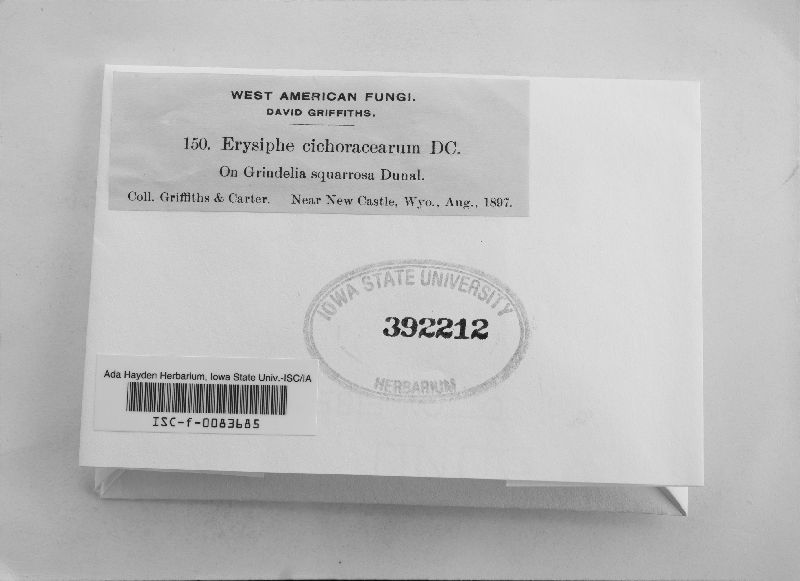 WEST AMERICAN FUNGI.
DAVID GRIFFITHS.
150. Erysiphe cichoracearum DC.
On Grindelia squarrosa Dunal.
Coll. Griffiths & Carter. Near New Castle, Wyo., Aug., 1897.
IOWA STATE UNIVERSITY
392212
HERBARIUM
Ada Hayden Herbarium, Iowa State Univ.-ISC/IA
ISC-f-0083685